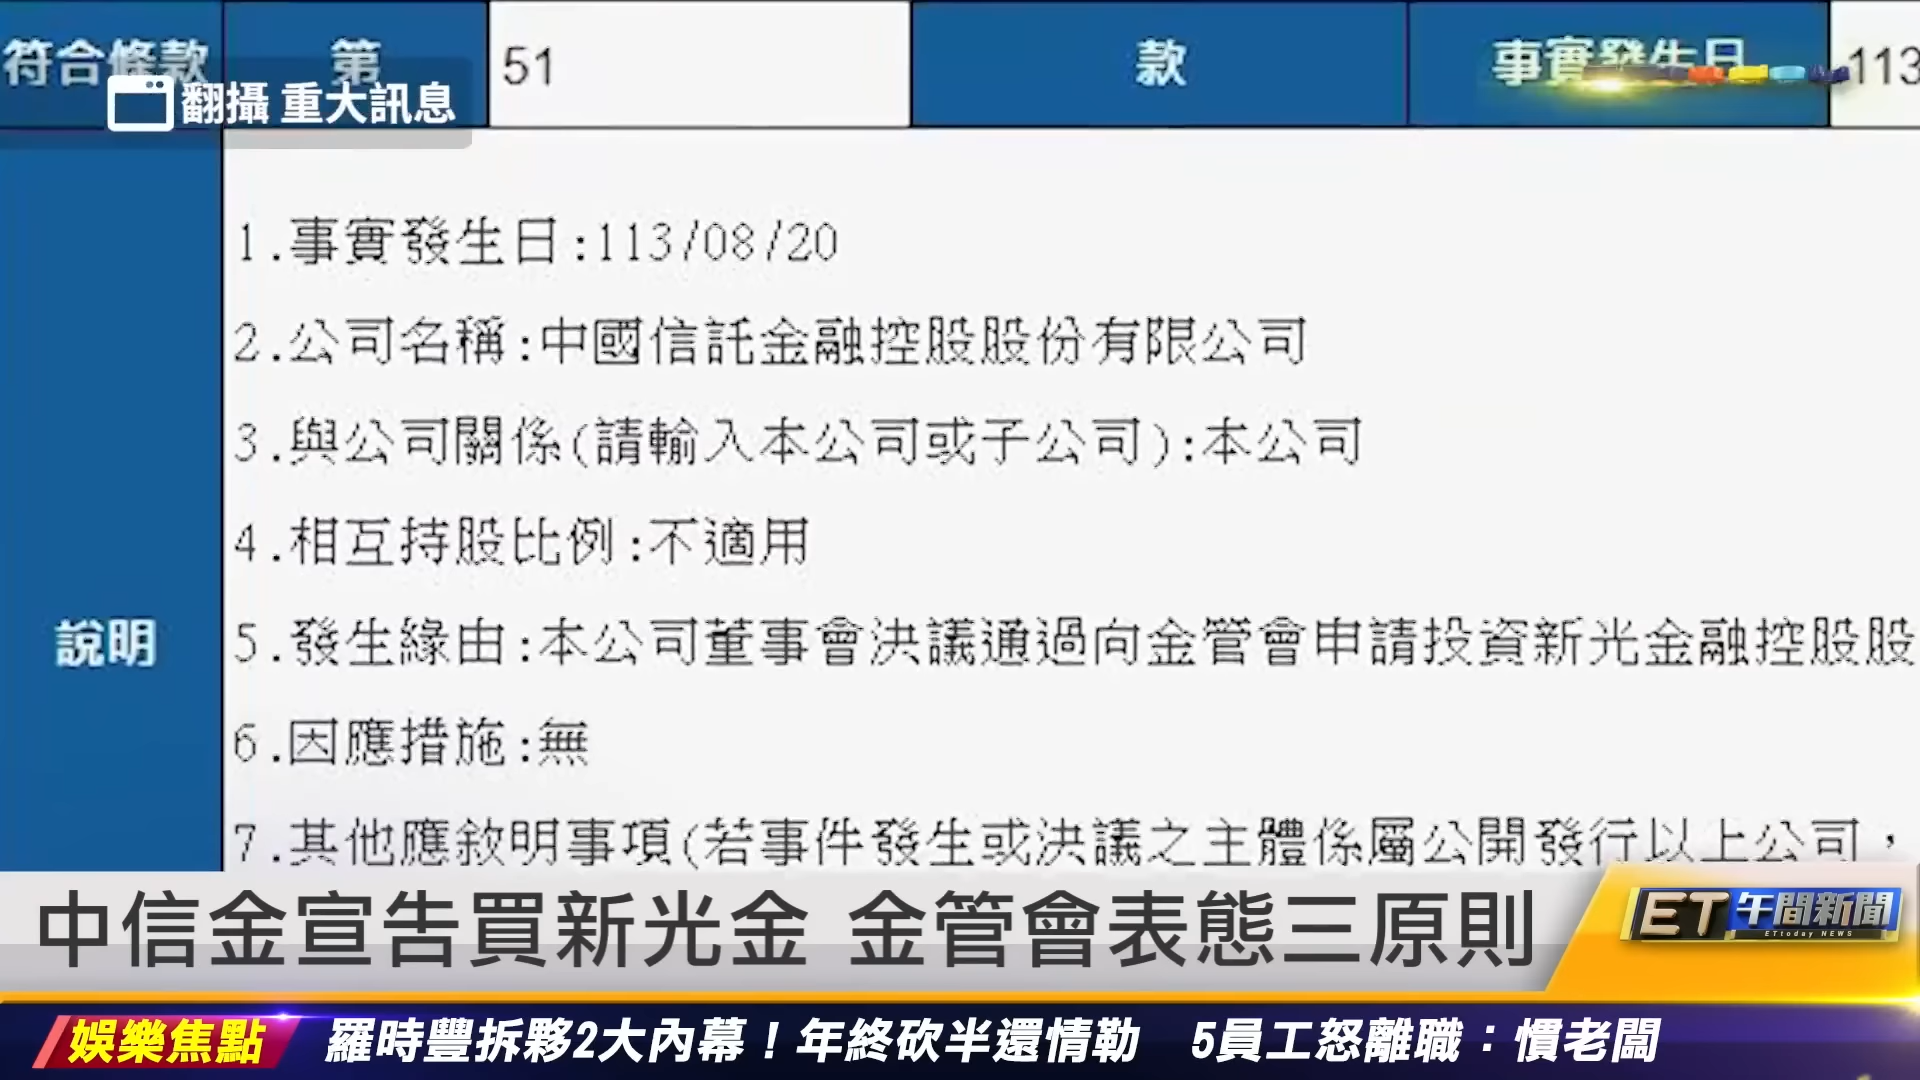 符合條款 第 51 款 事實發生日 113
翻攝 重大訊息
說明
1.事實發生日:113/08/20
2.公司名稱:中國信託金融控股股份有限公司
3.與公司關係(請輸入本公司或子公司):本公司
4.相互持股比例:不適用
5.發生緣由:本公司董事會決議通過向金管會申請投資新光金融控股股
6.因應措施:無
7.其他應敘明事項(若事件發生或決議之主體係屬公開發行以上公司，
中信金宣告買新光金 金管會表態三原則
ET午間新聞
ETtoday NEWS
娛樂焦點 羅時豐拆夥2大內幕！年終砍半還情勒 5員工怒離職：慣老闆